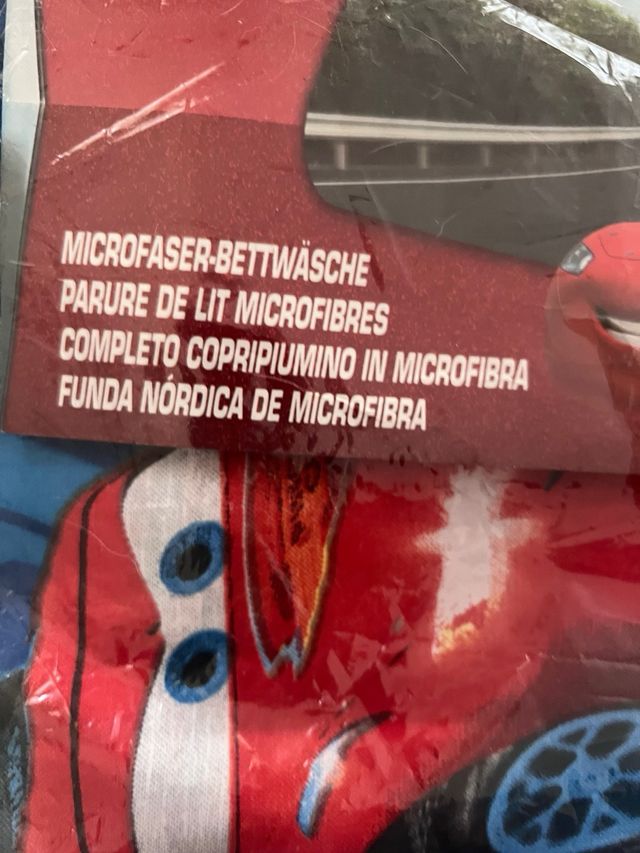 MICROFASER-BETTWÄSCHE
PARURE DE LIT MICROFIBRES
COMPLETO COPRIPIUMINO IN MICROFIBRA
FUNDA NÓRDICA DE MICROFIBRA